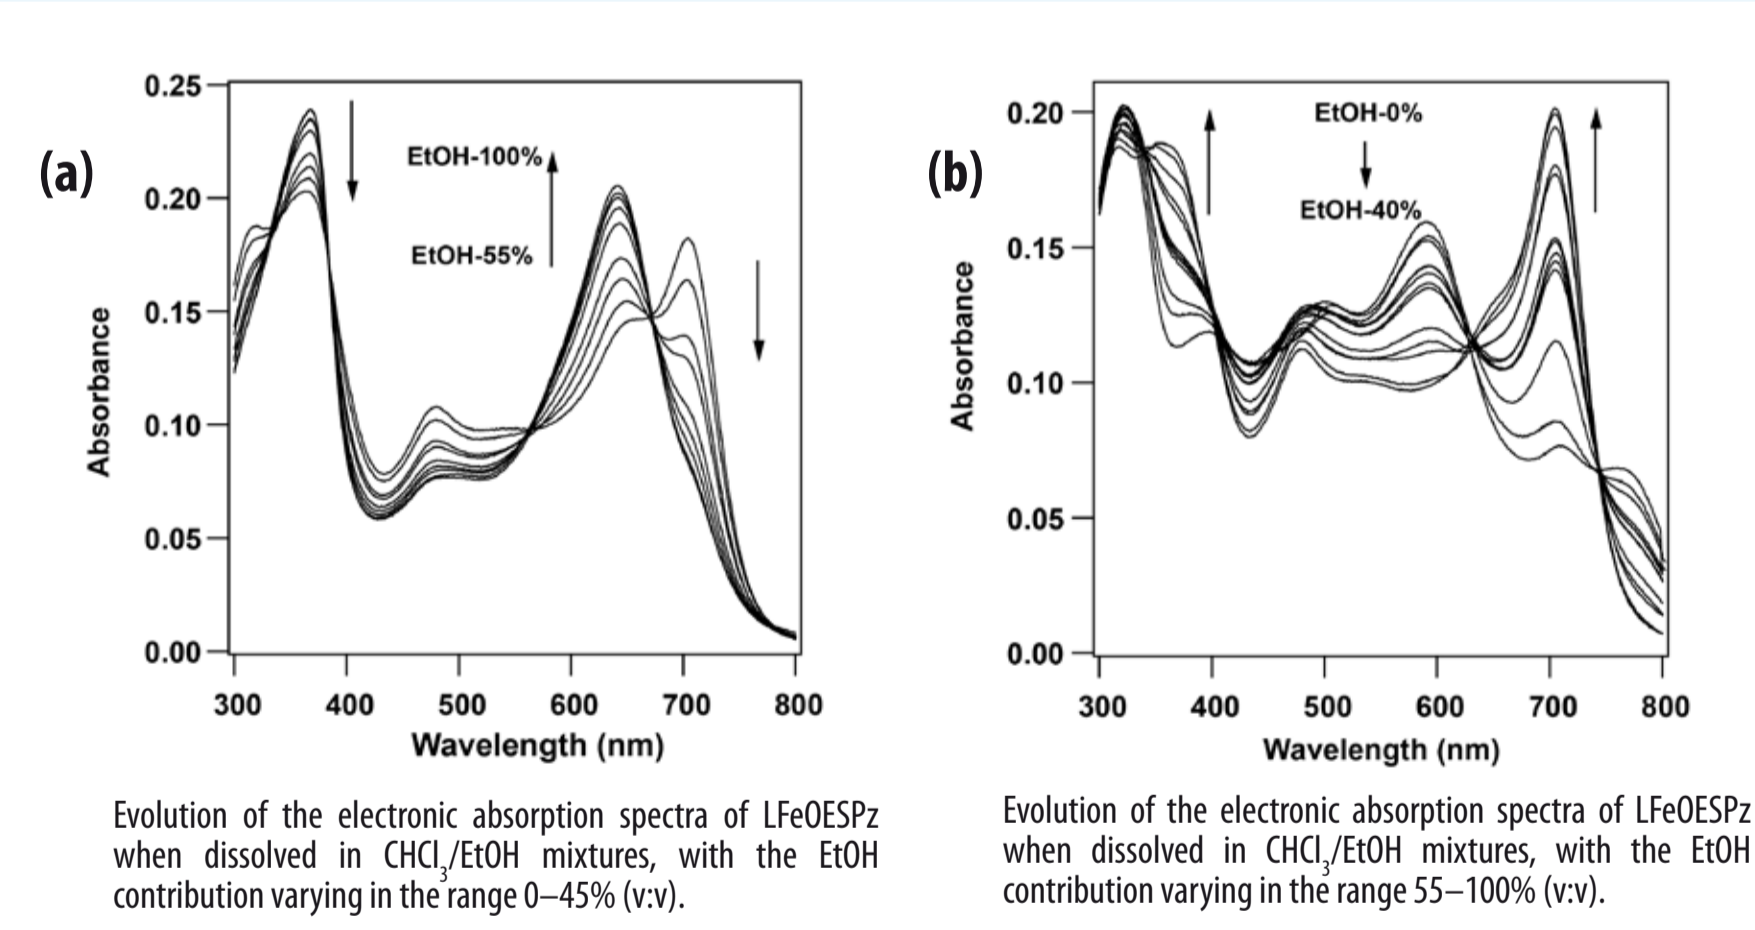 (a)
0.25
0.20
0.15
0.10
0.05
0.00
Absorbance
EtOH-100%
EtOH-55%
300 400 500 600 700 800
Wavelength (nm)
Evolution of the electronic absorption spectra of LFeOESPz
when dissolved in CHCl3/EtOH mixtures, with the EtOH
contribution varying in the range 0–45% (v:v).
(b)
0.20
0.15
0.10
0.05
0.00
Absorbance
EtOH-0%
EtOH-40%
300 400 500 600 700 800
Wavelength (nm)
Evolution of the electronic absorption spectra of LFeOESPz
when dissolved in CHCl3/EtOH mixtures, with the EtOH
contribution varying in the range 55–100% (v:v).